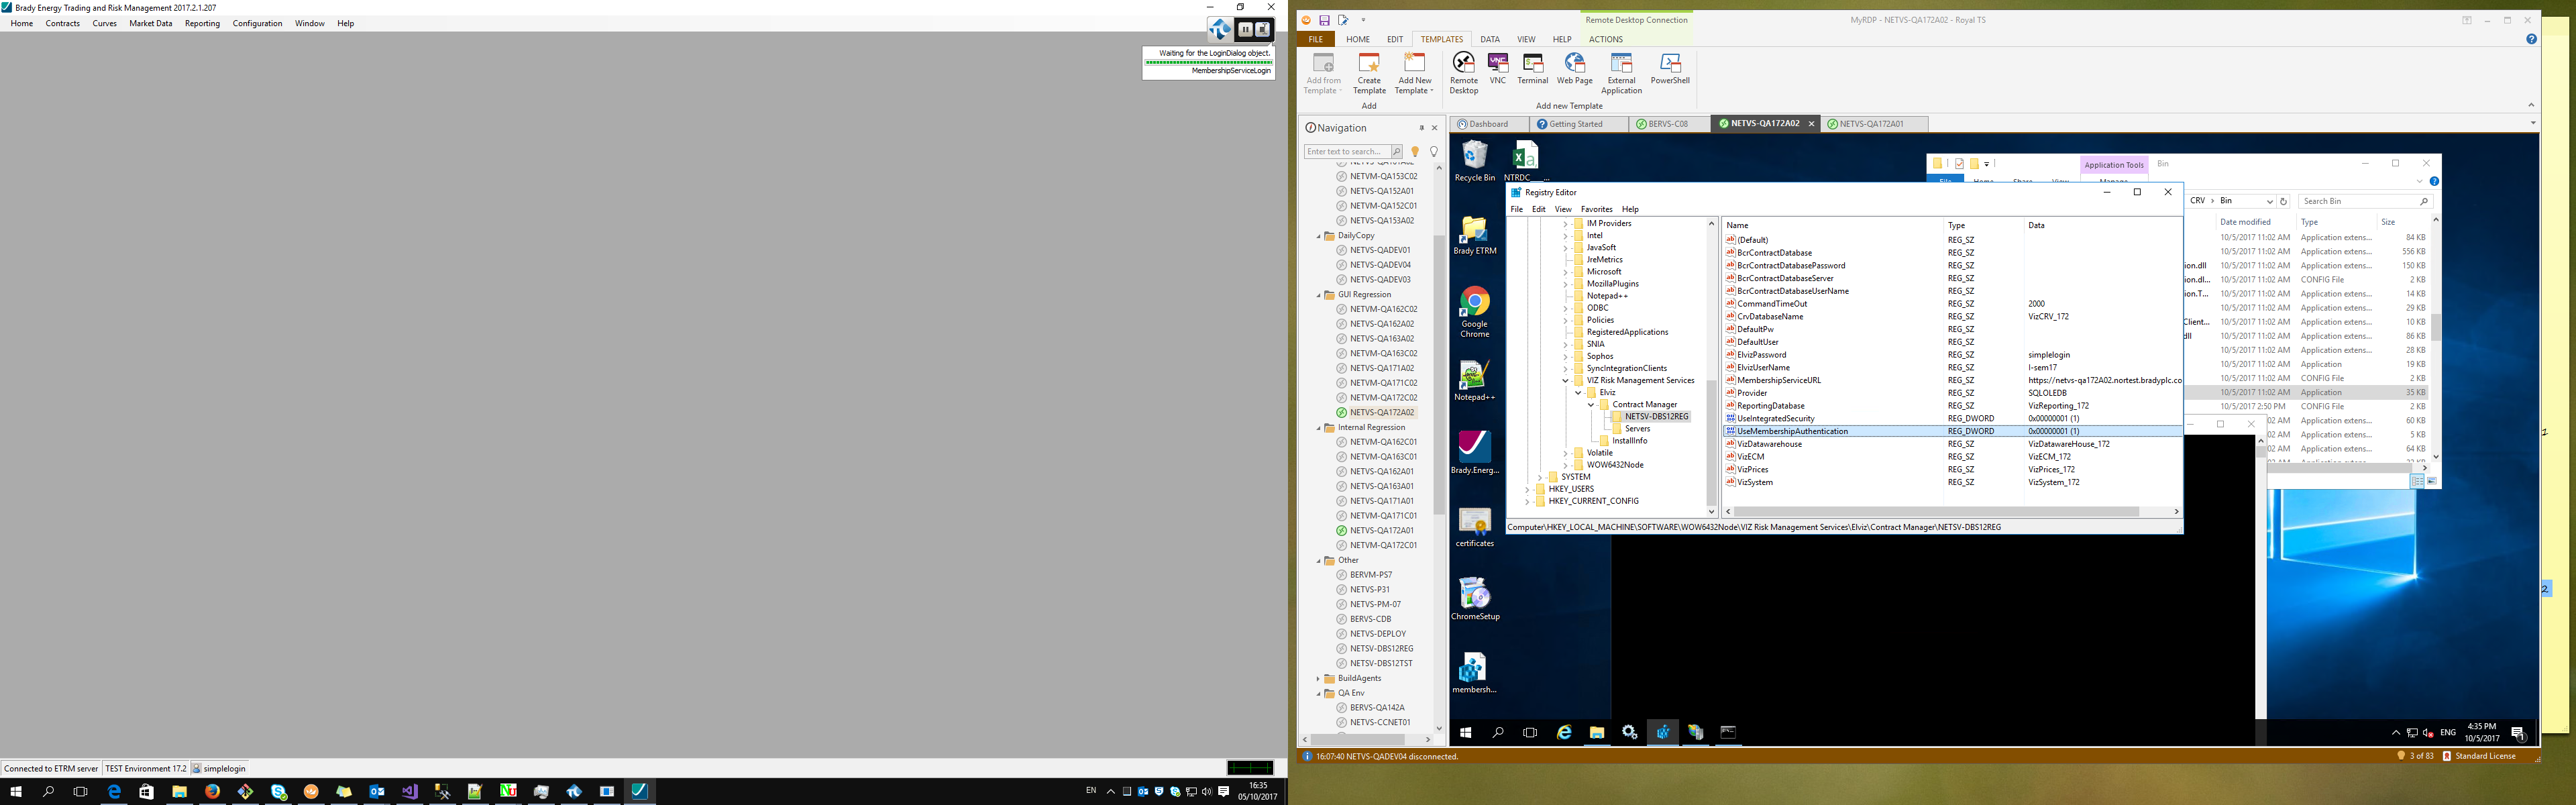 Brady Energy Trading and Risk Management 2017.2.1.207
Home Contracts Curves Market Data Reporting Configuration Window Help
Waiting for the LoginDialog object.
MembershipServiceLogin
Connected to ETRM server TEST Environment 17.2 simplelogin
EN
16:35
05/10/2017
Remote Desktop Connection
MyRDP - NETVS-QA172A02 - Royal TS
FILE HOME EDIT TEMPLATES DATA VIEW HELP ACTIONS
Add from Template
Create Template
Add New Template
Remote Desktop
VNC
Terminal
Web Page
External Application
PowerShell
Add
Add new Template
Navigation
Enter text to search...
NETVM-QA153C02
NETVS-QA152A01
NETVM-QA152C01
NETVS-QA153A02
DailyCopy
NETVS-QADEV01
NETVS-QADEV04
NETVS-QADEV03
GUI Regression
NETVM-QA162C02
NETVS-QA162A02
NETVS-QA163A02
NETVM-QA163C02
NETVS-QA171A02
NETVM-QA171C02
NETVM-QA172C02
NETVS-QA172A02
Internal Regression
NETVM-QA162C01
NETVM-QA163C01
NETVS-QA162A01
NETVS-QA163A01
NETVS-QA171A01
NETVM-QA171C01
NETVS-QA172A01
NETVM-QA172C01
Other
BERVM-PS7
NETVS-P31
NETVS-PM-07
BERVS-CDB
NETVS-DEPLOY
NETSV-DBS12REG
NETSV-DBS12TST
BuildAgents
QA Env
BERVS-QA142A
NETVS-CCNET01
Dashboard Getting Started BERVS-C08 NETVS-QA172A02 NETVS-QA172A01
Recycle Bin
NTRDC___...
Brady ETRM
Google Chrome
Notepad++
Brady.Energ...
certificates
ChromeSetup
membersh...
Application Tools Bin
CRV > Bin
Search Bin
Date modified Type Size
10/5/2017 11:02 AM Application extens... 84 KB
10/5/2017 11:02 AM Application extens... 556 KB
ion.dll 10/5/2017 11:02 AM Application extens... 150 KB
ion.dl... 10/5/2017 11:02 AM CONFIG File 2 KB
ion.T... 10/5/2017 11:02 AM Application extens... 14 KB
10/5/2017 11:02 AM Application extens... 29 KB
Client... 10/5/2017 11:02 AM Application extens... 10 KB
dll 10/5/2017 11:02 AM Application extens... 86 KB
10/5/2017 11:02 AM Application extens... 28 KB
10/5/2017 11:02 AM Application 19 KB
10/5/2017 11:02 AM CONFIG File 2 KB
10/5/2017 11:02 AM Application 35 KB
10/5/2017 2:50 PM CONFIG File 2 KB
Application extens... 60 KB
Application extens... 5 KB
Application extens... 64 KB
Registry Editor
File Edit View Favorites Help
IM Providers
Intel
JavaSoft
JreMetrics
Microsoft
MozillaPlugins
Notepad++
ODBC
Policies
RegisteredApplications
SNIA
Sophos
SyncIntegrationClients
VIZ Risk Management Services
Elviz
Contract Manager
NETSV-DBS12REG
Servers
InstallInfo
Volatile
WOW6432Node
SYSTEM
HKEY_USERS
HKEY_CURRENT_CONFIG
Name Type Data
(Default) REG_SZ
BcrContractDatabase REG_SZ
BcrContractDatabasePassword REG_SZ
BcrContractDatabaseServer REG_SZ
BcrContractDatabaseUserName REG_SZ
CommandTimeOut REG_SZ 2000
CrvDatabaseName REG_SZ VizCRV_172
DefaultPw REG_SZ
DefaultUser REG_SZ
ElvizPassword REG_SZ simplelogin
ElvizUserName REG_SZ l-sem17
MembershipServiceURL REG_SZ https://netvs-qa172A02.nortest.bradyplc.co
Provider REG_SZ SQLOLEDB
ReportingDatabase REG_SZ VizReporting_172
UseIntegratedSecurity REG_DWORD 0x00000001 (1)
UseMembershipAuthentication REG_DWORD 0x00000001 (1)
VizDatawarehouse REG_SZ VizDatawareHouse_172
VizECM REG_SZ VizECM_172
VizPrices REG_SZ VizPrices_172
VizSystem REG_SZ VizSystem_172
Computer\HKEY_LOCAL_MACHINE\SOFTWARE\WOW6432Node\VIZ Risk Management Services\Elviz\Contract Manager\NETSV-DBS12REG
ENG
4:35 PM
10/5/2017
16:07:40 NETVS-QADEV04 disconnected.
3 of 83 Standard License